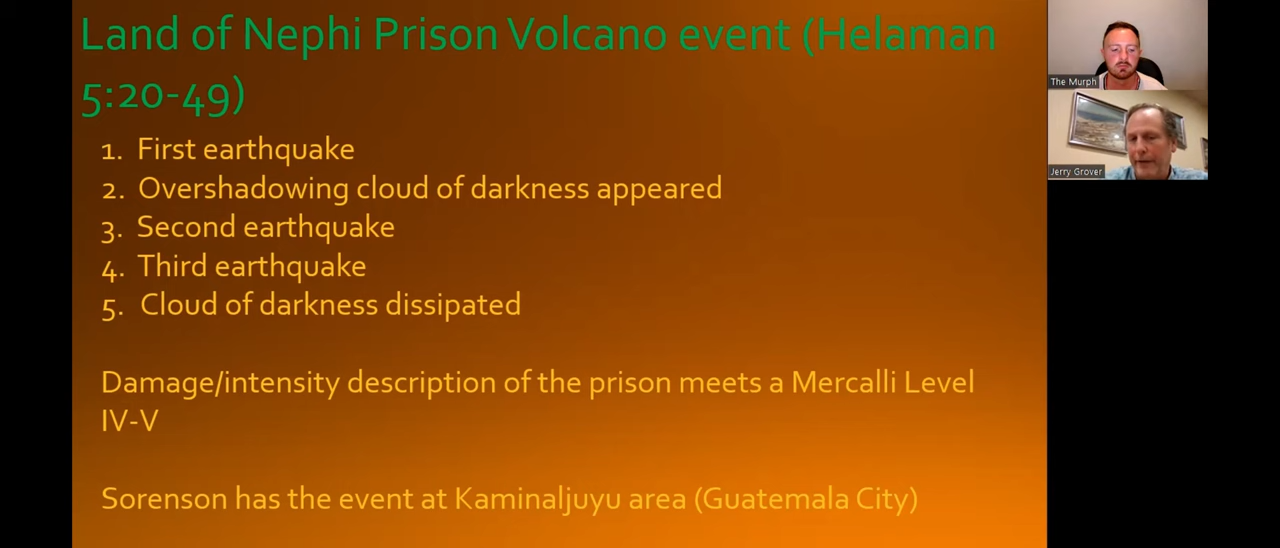 Land of Nephi Prison Volcano event (Helaman
5:20-49)
1. First earthquake
2. Overshadowing cloud of darkness appeared
3. Second earthquake
4. Third earthquake
5. Cloud of darkness dissipated
Damage/intensity description of the prison meets a Mercalli Level
IV-V
Sorenson has the event at Kaminaljuyu area (Guatemala City)
The Murph
Jerry Grover